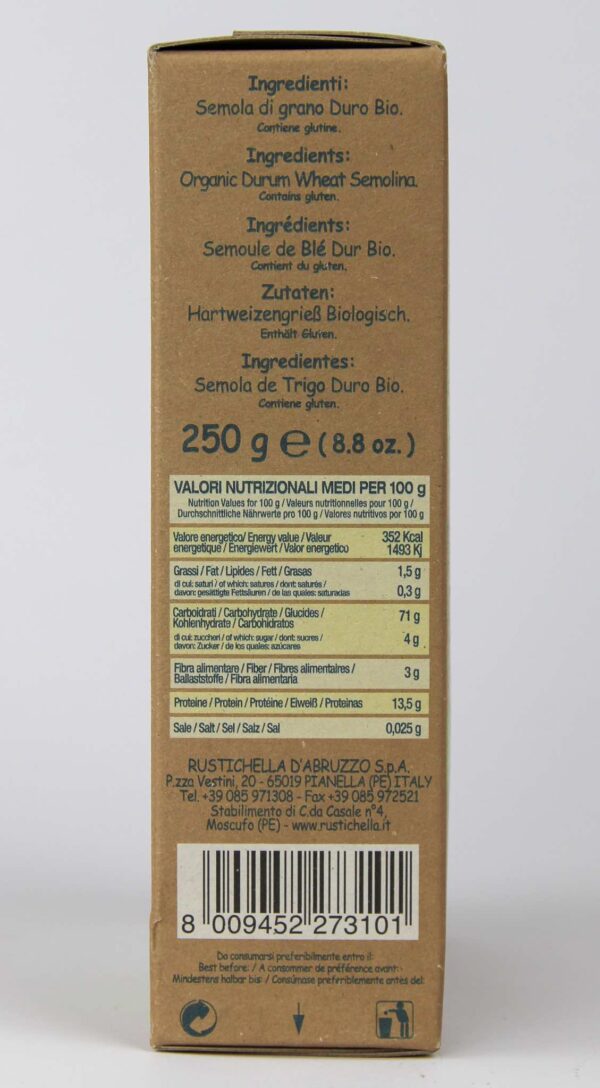 Ingredienti:
Semola di grano Duro Bio.
Contiene glutine.
Ingredients:
Organic Durum Wheat Semolina.
Contains gluten.
Ingrédients:
Semoule de Blé Dur Bio.
Contient du gluten.
Zutaten:
Hartweizengrieß Biologisch.
Enthält Gluten.
Ingredientes:
Semola de Trigo Duro Bio.
Contiene gluten.
250 g ℮ (8.8 oz.)
VALORI NUTRIZIONALI MEDI PER 100 g
Nutrition Values for 100 g / Valeurs nutritionnelles pour 100 g /
Durchschnittliche Nährwerte pro 100 g / Valores nutritivos por 100 g
Valore energetico/ Energy value / Valeur 352 Kcal
energetique / Energiewert / Valor energetico 1493 Kj
Grassi / Fat / Lipides / Fett / Grasas 1,5 g
di cui: saturi / of which: satures / dont: saturés /
davon: gesättigte Fettsäuren / de las quales: saturadas 0,3 g
Carboidrati / Carbohydrate / Glucides / 71 g
Kohlenhydrate / Carbohidratos
di cui: zuccheri / of which: sugar / dont: sucres / 4 g
davon: Zucker / de los quales: azúcares
Fibra alimentare / Fiber / Fibres alimentaires / 3 g
Ballaststoffe / Fibra alimentaria
Proteine / Protein / Protéine / Eiweiß / Proteinas 13,5 g
Sale / Salt / Sel / Salz / Sal 0,025 g
RUSTICHELLA D'ABRUZZO S.p.A.
P.zza Vestini, 20 - 65019 PIANELLA (PE) ITALY
Tel. +39 085 971308 - Fax +39 085 972521
Stabilimento di C.da Casale n°4,
Moscufo (PE) - www.rustichella.it
8 009452 273101
Da consumarsi preferibilmente entro il:
Best before: / A consommer de préférence avant:
Mindestens halbar bis: / Consúmase preferiblemente antes del: